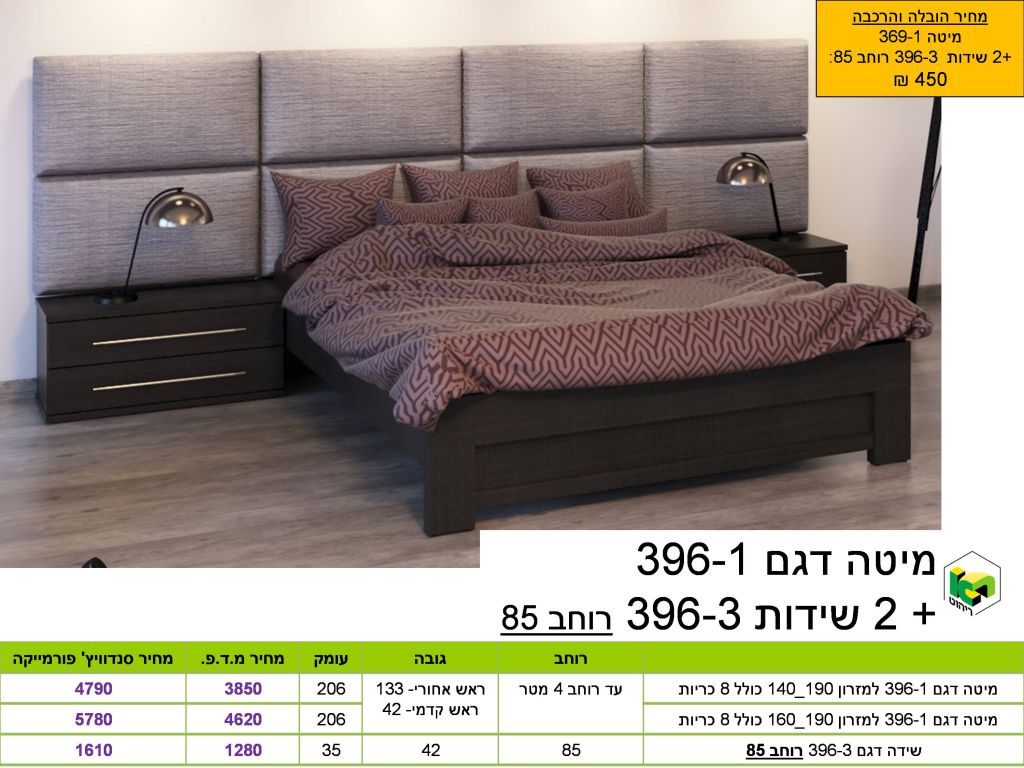 מחיר הובלה והרכבה
מיטה 369-1
+2 שידות 396-3 רוחב 85:
450 ₪
מיטה דגם 396-1
+ 2 שידות 396-3 רוחב 85
ריהוט
רוחב גובה עומק מחיר מ.ד.פ. מחיר סנדוויץ' פורמייקה
מיטה דגם 396-1 למזרון 190_140 כולל 8 כריות עד רוחב 4 מטר ראש אחורי- 133 206 3850 4790
ראש קדמי- 42
מיטה דגם 396-1 למזרון 190_160 כולל 8 כריות 206 4620 5780
שידה דגם 396-3 רוחב 85 85 42 35 1280 1610